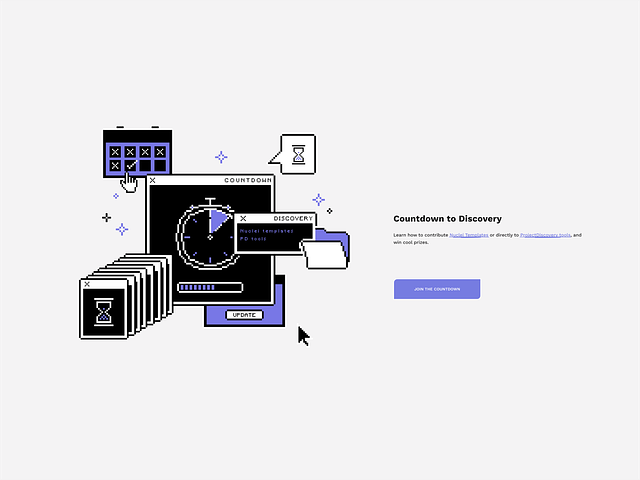 COUNTDOWN
DISCOVERY
Nuclei templates
PD tools
UPDATE
Countdown to Discovery
Learn how to contribute Nuclei Templates or directly to ProjectDiscovery tools, and
win cool prizes.
JOIN THE COUNTDOWN